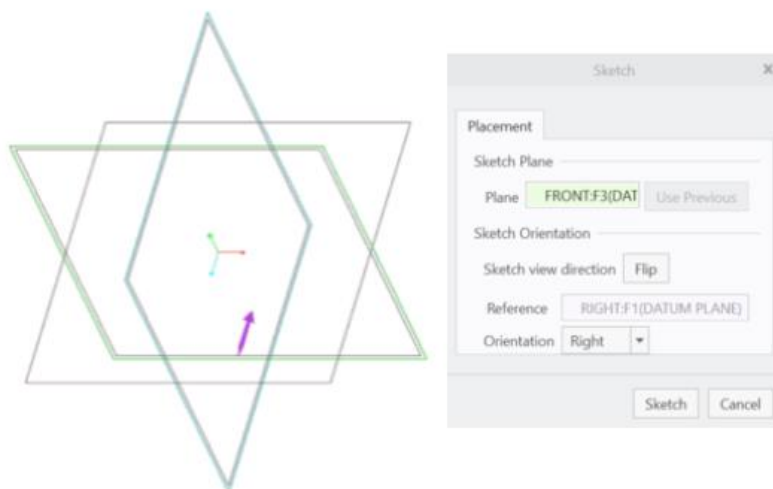 Sketch x
Placement
Sketch Plane
Plane FRONT:F3(DAT Use Previous
Sketch Orientation
Sketch view direction Flip
Reference RIGHT:F1(DATUM PLANE)
Orientation Right
Sketch Cancel